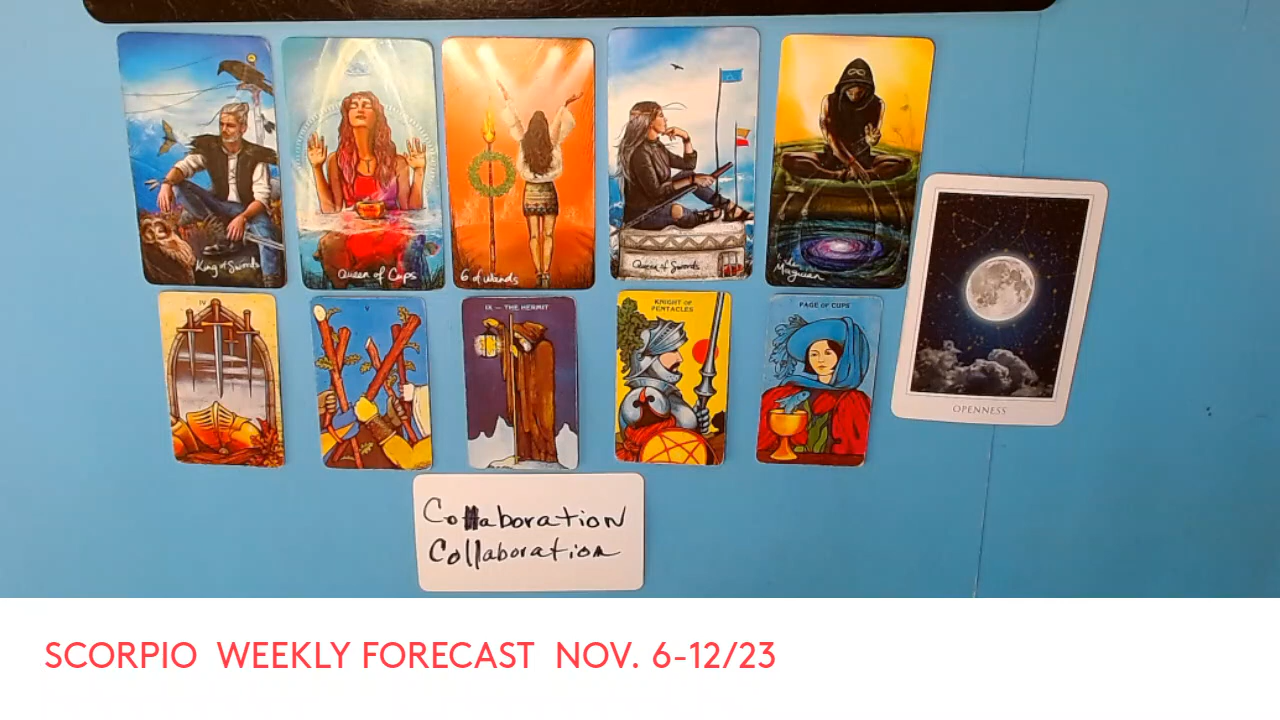 King of Swords
Queen of Cups
6 of wands
Queen of Swords
I. The
Magician
IV
V
IX — THE HERMIT
KNIGHT OF
PENTACLES
PAGE OF CUPS
OPENNESS
Collaboration
Collaboration
SCORPIO WEEKLY FORECAST NOV. 6-12/23